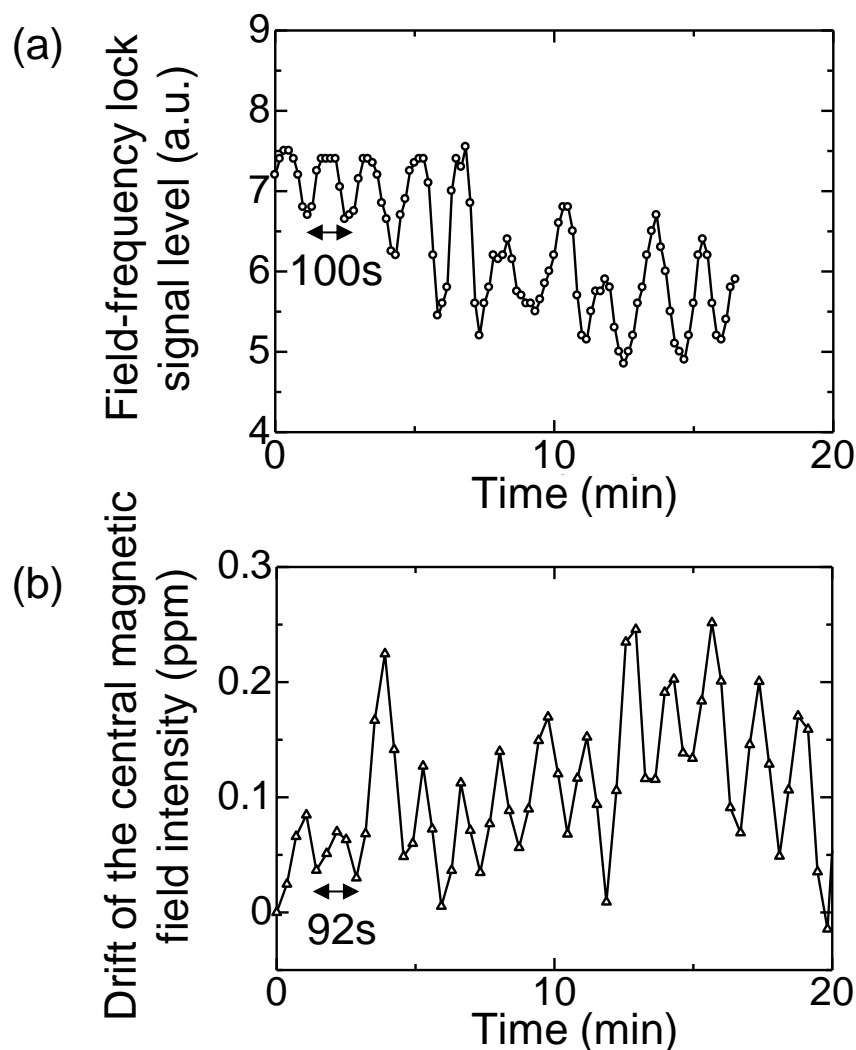 (a)
Field-frequency lock
signal level (a.u.)
9
8
7
6
5
4
100s
0
10
20
Time (min)
(b)
Drift of the central magnetic
field intensity (ppm)
0.3
0.2
0.1
0
92s
0
10
20
Time (min)